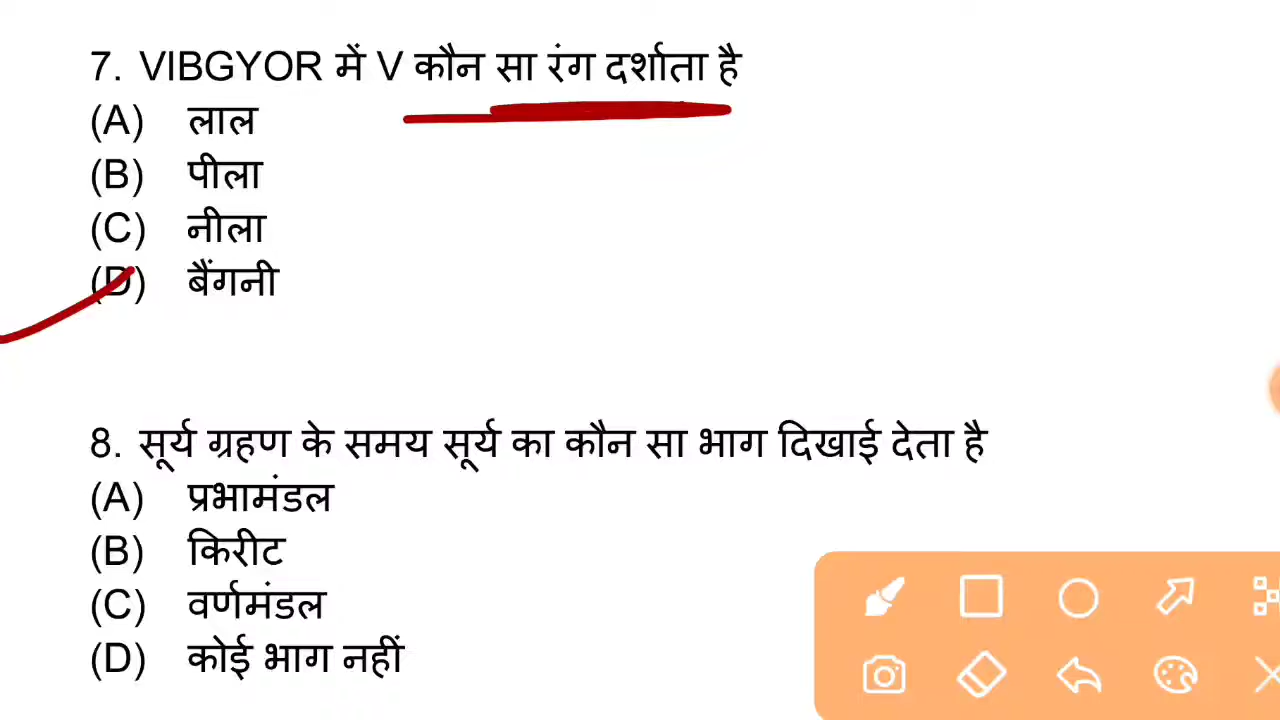 7. VIBGYOR में V कौन सा रंग दर्शाता है
(A) लाल
(B) पीला
(C) नीला
(D) बैंगनी
8. सूर्य ग्रहण के समय सूर्य का कौन सा भाग दिखाई देता है
(A) प्रभामंडल
(B) किरीट
(C) वर्णमंडल
(D) कोई भाग नहीं